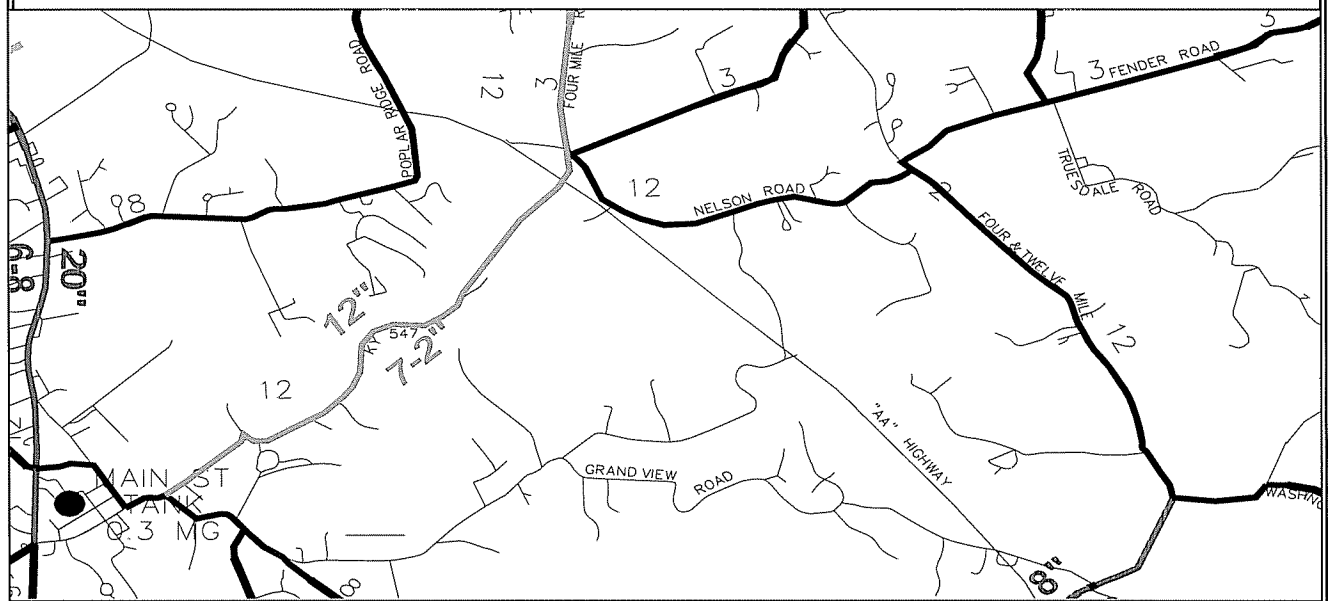 POPLAR RIDGE ROAD
12
3
FOUR MILE
3
3
FENDER ROAD
TRUESDALE ROAD
12
NELSON ROAD
2
FOUR & TWELVE MILE
12
8
6-8
20"
12"
KY 547
7-2"
12
"AA" HIGHWAY
GRAND VIEW ROAD
MAIN ST
TANK
0.3 MG
8
8"